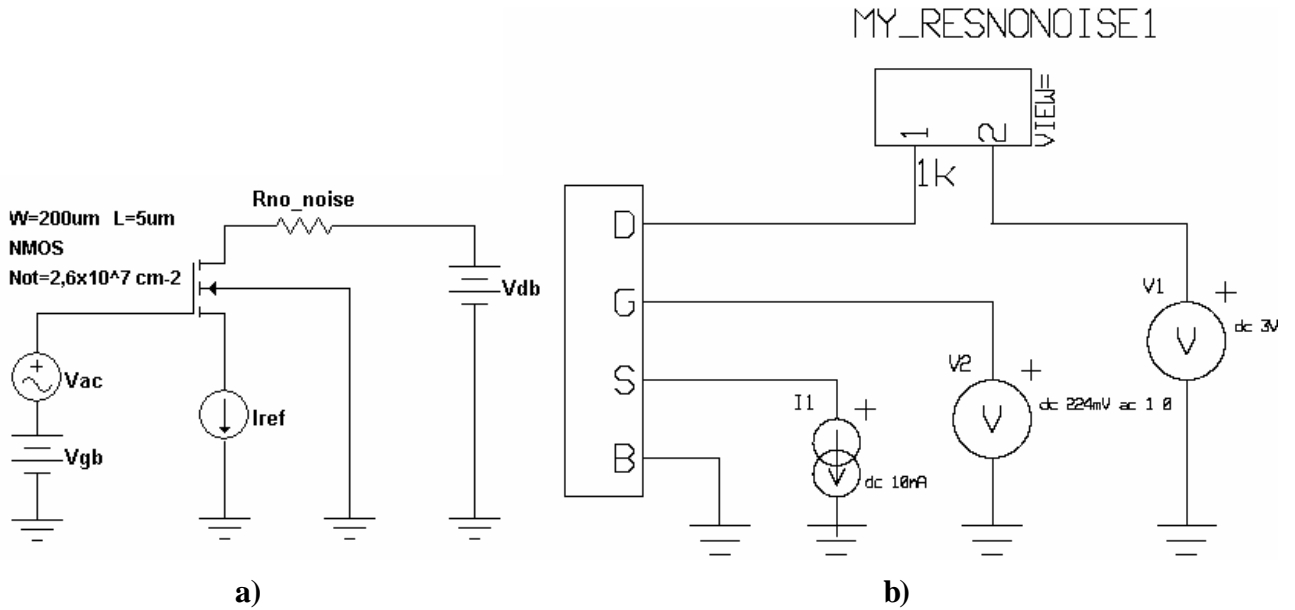 MY_RESNONOISE1
VIEW=
1 2
1k
Rno_noise
W=200um L=5um
NMOS
Not=2,6x10^7 cm-2
Vdb
Vac
Iref
Vgb
D
G
S
B
V1
+
dc 3V
V2
+
dc 224mV ac 1 0
V
I1
+
dc 10nA
V
a)
b)